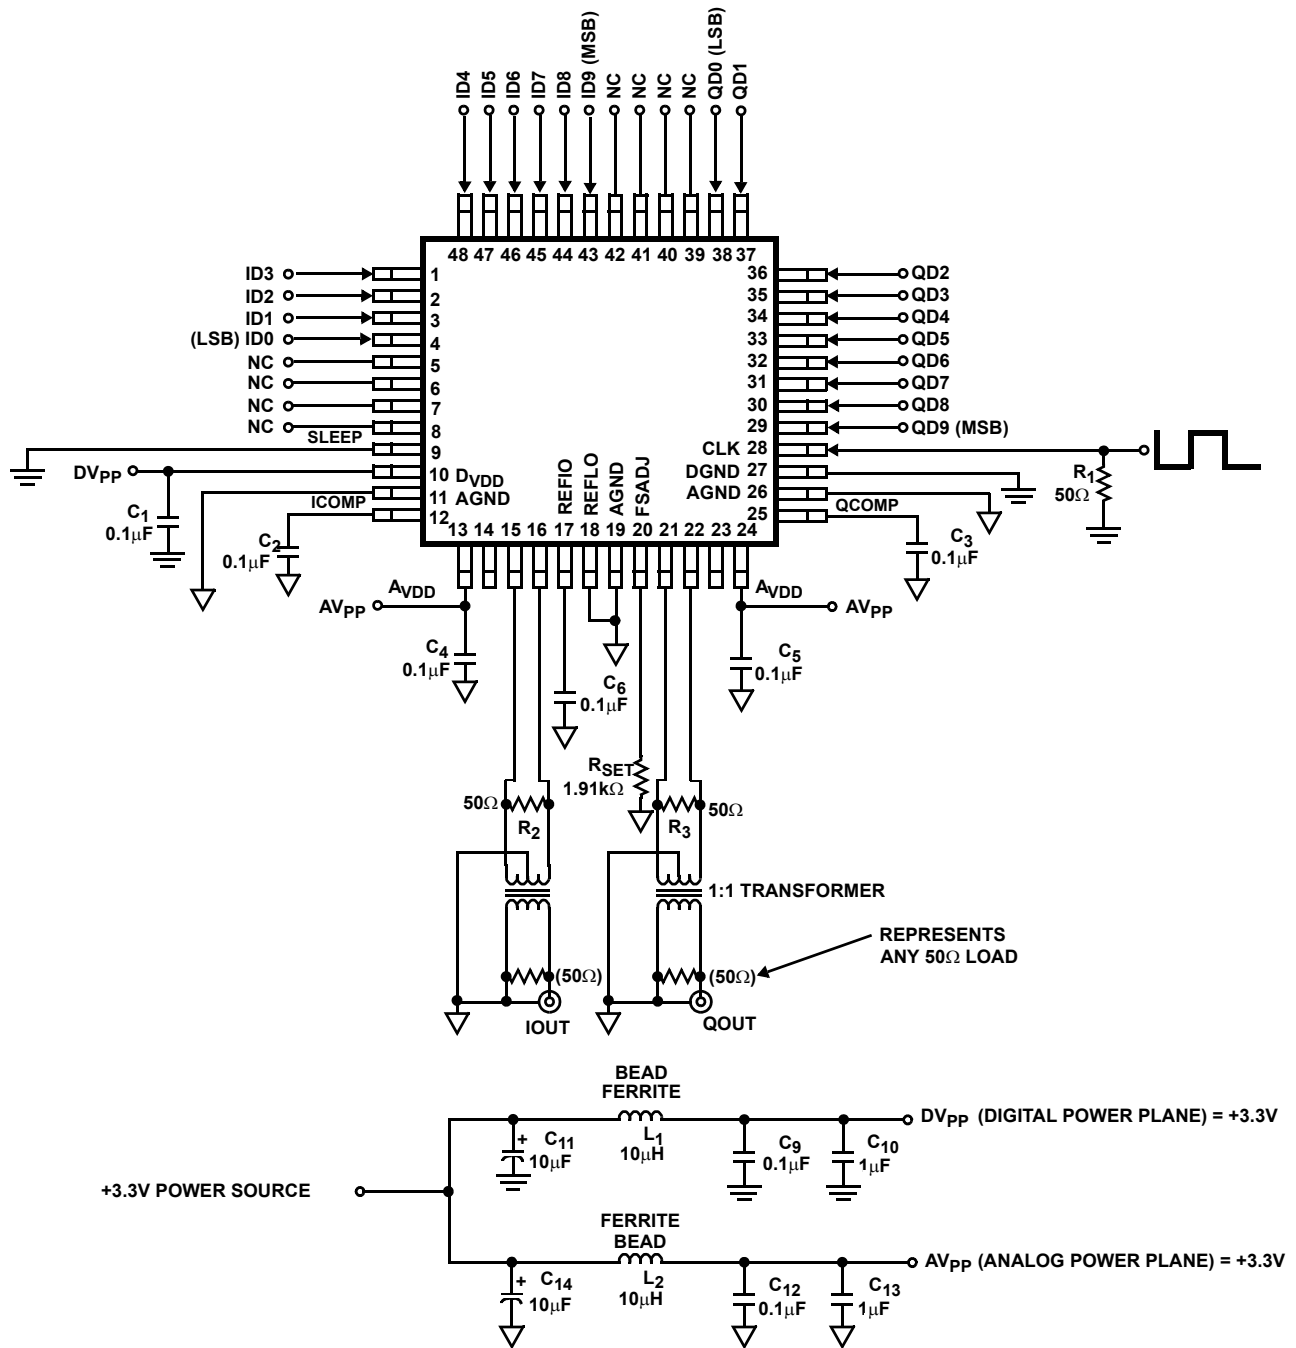 ID4
ID5
ID6
ID7
ID8
ID9 (MSB)
NC
NC
NC
NC
QD0 (LSB)
QD1
48 47 46 45 44 43 42 41 40 39 38 37
ID3
ID2
ID1
(LSB) ID0
NC
NC
NC
NC
SLEEP
DVPP
C1
0.1μF
ICOMP
C2
0.1μF
1
2
3
4
5
6
7
8
9
10 DVDD
11 AGND
12
REFIO
REFLO
AGND
FSADJ
13 14 15 16 17 18 19 20 21 22 23 24
36
35
34
33
32
31
30
29
CLK 28
DGND 27
AGND 26
25
QD2
QD3
QD4
QD5
QD6
QD7
QD8
QD9 (MSB)
R1
50Ω
QCOMP
C3
0.1μF
AVDD
AVPP
C4
0.1μF
C6
0.1μF
AVDD
AVPP
C5
0.1μF
RSET
1.91kΩ
50Ω
R2
R3
50Ω
1:1 TRANSFORMER
REPRESENTS
ANY 50Ω LOAD
(50Ω)
(50Ω)
IOUT
QOUT
BEAD
FERRITE
L1
10μH
+
C11
10μF
C9
0.1μF
C10
1μF
DVPP (DIGITAL POWER PLANE) = +3.3V
+3.3V POWER SOURCE
FERRITE
BEAD
L2
10μH
+
C14
10μF
C12
0.1μF
C13
1μF
AVPP (ANALOG POWER PLANE) = +3.3V